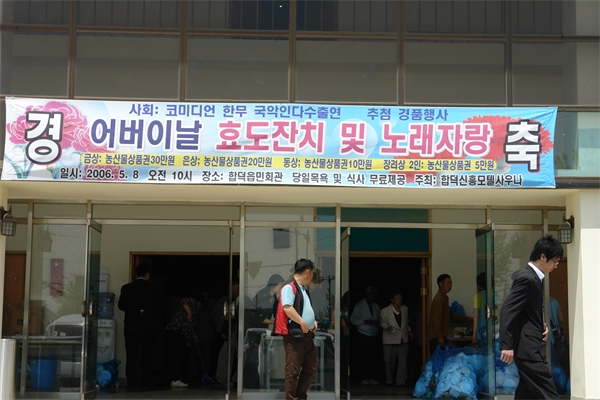 사회: 코미디언 한무 국악인다수출연 추첨 경품행사
경 어버이날 효도잔치 및 노래자랑 축
금상: 농산물상품권30만원 은상: 농산물상품권20만원 동상: 농산물상품권10만원 장려상 2인: 농산물상품권 5만원
일시: 2006. 5. 8 오전 10시 장소: 합덕읍민회관 당일목욕 및 식사 무료제공 주최: 합덕신흥모텔사우나